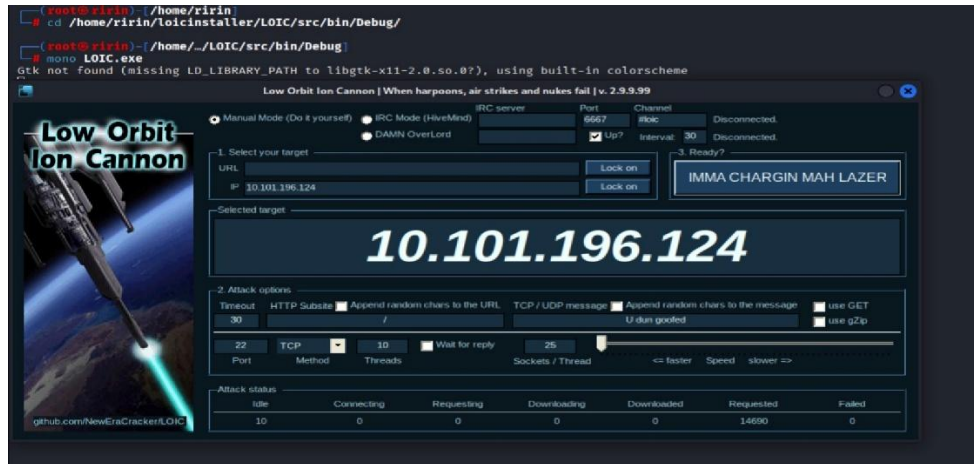 (root㉿ririn)-[/home/ririn]
# cd /home/ririn/loicinstaller/LOIC/src/bin/Debug/
(root㉿ririn)-[/home/…/LOIC/src/bin/Debug]
# mono LOIC.exe
Gtk not found (missing LD_LIBRARY_PATH to libgtk-x11-2.0.so.0?), using built-in colorscheme
Low Orbit Ion Cannon | When harpoons, air strikes and nukes fail | v. 2.9.9.99
Low Orbit
Ion Cannon
IRC server Port Channel
Manual Mode (Do it yourself) IRC Mode (HiveMind) 6667 #loic Disconnected.
DAMN OverLord Up? Interval: 30 Disconnected.
1. Select your target 3. Ready?
URL Lock on
IMMA CHARGIN MAH LAZER
IP 10.101.196.124 Lock on
Selected target
10.101.196.124
2. Attack options
Timeout HTTP Subsite Append random chars to the URL TCP / UDP message Append random chars to the message use GET
30 / U dun goofed use gZip
22 TCP 10 Wait for reply 25
Port Method Threads Sockets / Thread <= faster Speed slower =>
Attack status
Idle Connecting Requesting Downloading Downloaded Requested Failed
10 0 0 0 0 14690 0
github.com/NewEraCracker/LOIC